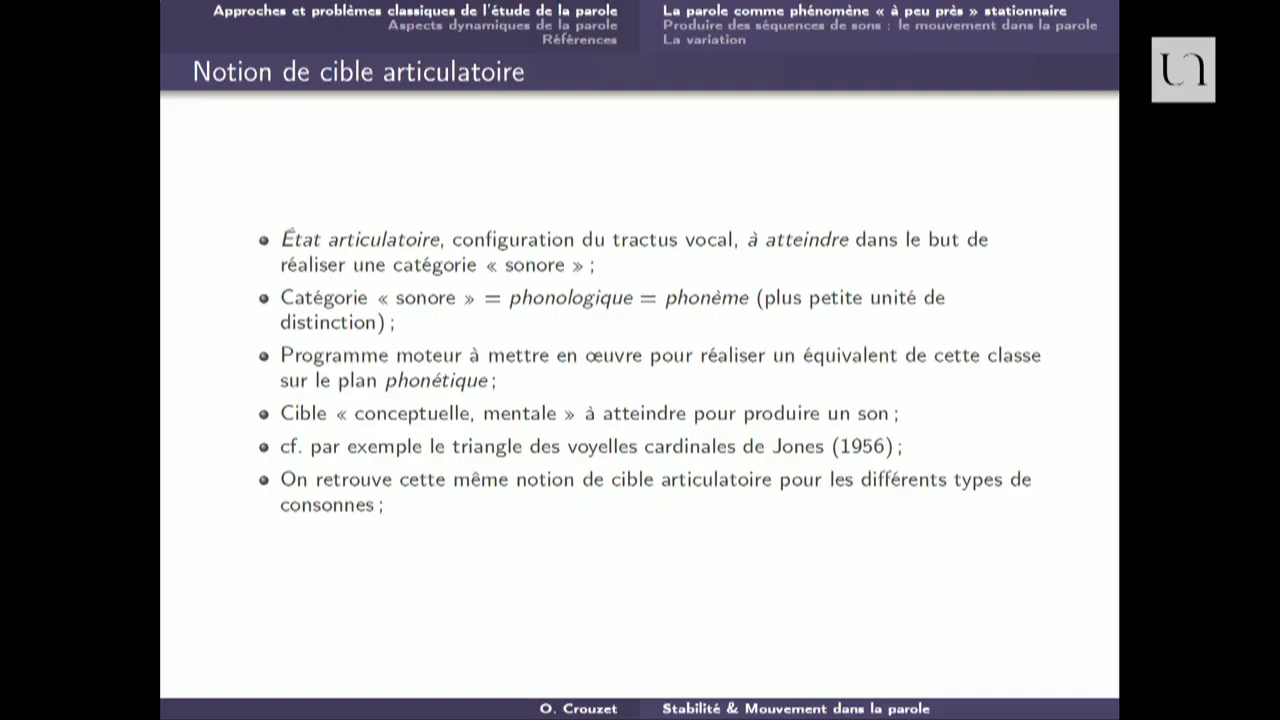 Approches et problèmes classiques de l'étude de la parole
Aspects dynamiques de la parole
Références
La parole comme phénomène « à peu près » stationnaire
Produire des séquences de sons : le mouvement dans la parole
La variation
Notion de cible articulatoire
État articulatoire, configuration du tractus vocal, à atteindre dans le but de
réaliser une catégorie « sonore » ;
Catégorie « sonore » = phonologique = phonème (plus petite unité de
distinction) ;
Programme moteur à mettre en œuvre pour réaliser un équivalent de cette classe
sur le plan phonétique ;
Cible « conceptuelle, mentale » à atteindre pour produire un son ;
cf. par exemple le triangle des voyelles cardinales de Jones (1956) ;
On retrouve cette même notion de cible articulatoire pour les différents types de
consonnes ;
O. Crouzet
Stabilité & Mouvement dans la parole